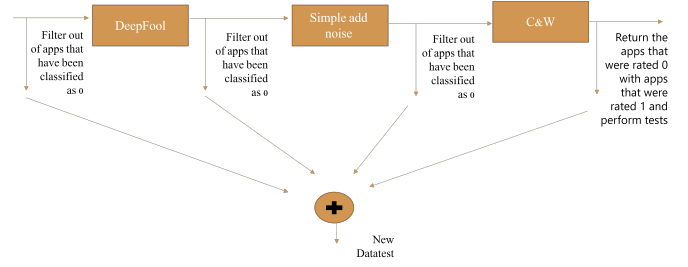 DeepFool
Simple add
noise
C&W
Filter out
of apps that
have been
classified
as 0
Filter out
of apps that
have been
classified
as 0
Filter out
of apps that
have been
classified
as 0
Return the
apps that
were rated 0
with apps
that were
rated 1 and
perform tests
New
Datatest